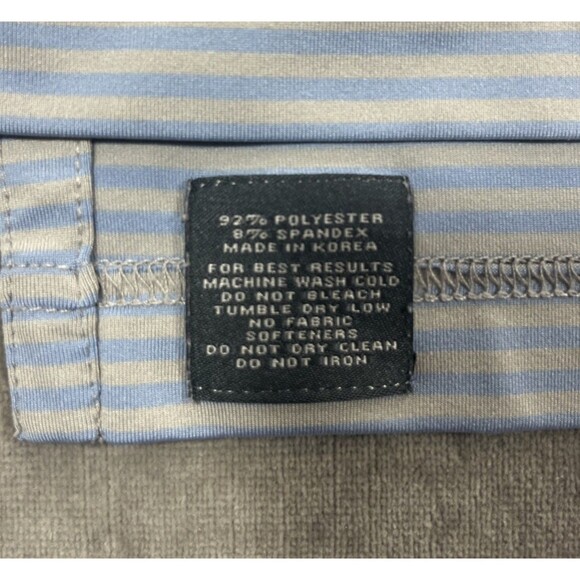 92% POLYESTER
8% SPANDEX
MADE IN KOREA
FOR BEST RESULTS
MACHINE WASH COLD
DO NOT BLEACH
TUMBLE DRY LOW
NO FABRIC
SOFTENERS
DO NOT DRY CLEAN
DO NOT IRON